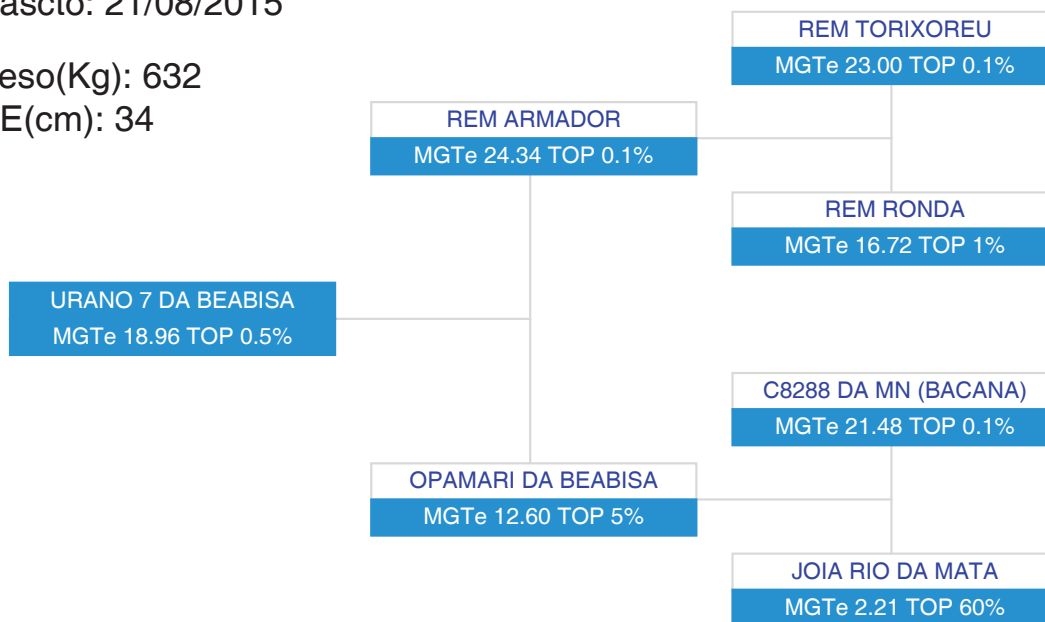 ascto: 21/08/2015
eso(Kg): 632
E(cm): 34
REM TORIXOREU
MGTe 23.00 TOP 0.1%
REM ARMADOR
MGTe 24.34 TOP 0.1%
REM RONDA
MGTe 16.72 TOP 1%
URANO 7 DA BEABISA
MGTe 18.96 TOP 0.5%
C8288 DA MN (BACANA)
MGTe 21.48 TOP 0.1%
OPAMARI DA BEABISA
MGTe 12.60 TOP 5%
JOIA RIO DA MATA
MGTe 2.21 TOP 60%